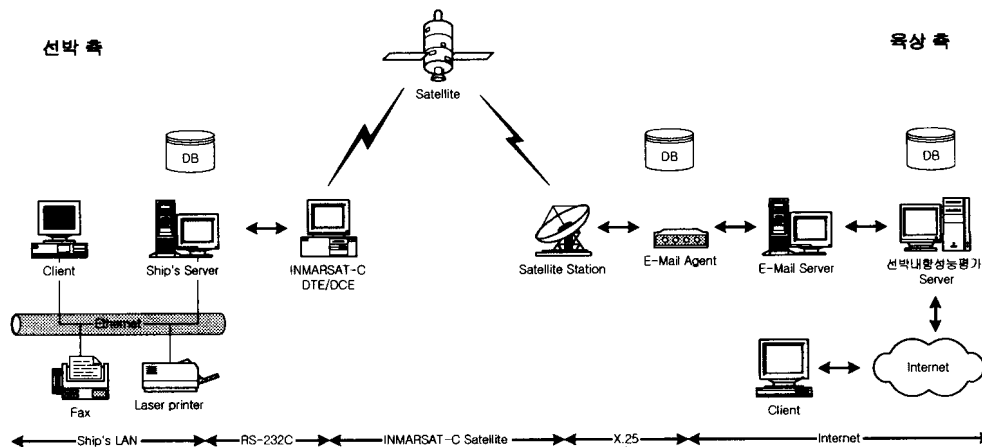 선박 측
육상 측
Satellite
DB
DB
DB
Client
Ship's Server
INMARSAT-C
DTE/DCE
Satellite Station
E-Mail Agent
E-Mail Server
선박내항성능평가
Server
Ethernet
Fax
Laser printer
Client
Internet
Ship's LAN
RS-232C
INMARSAT-C Satellite
X.25
Internet